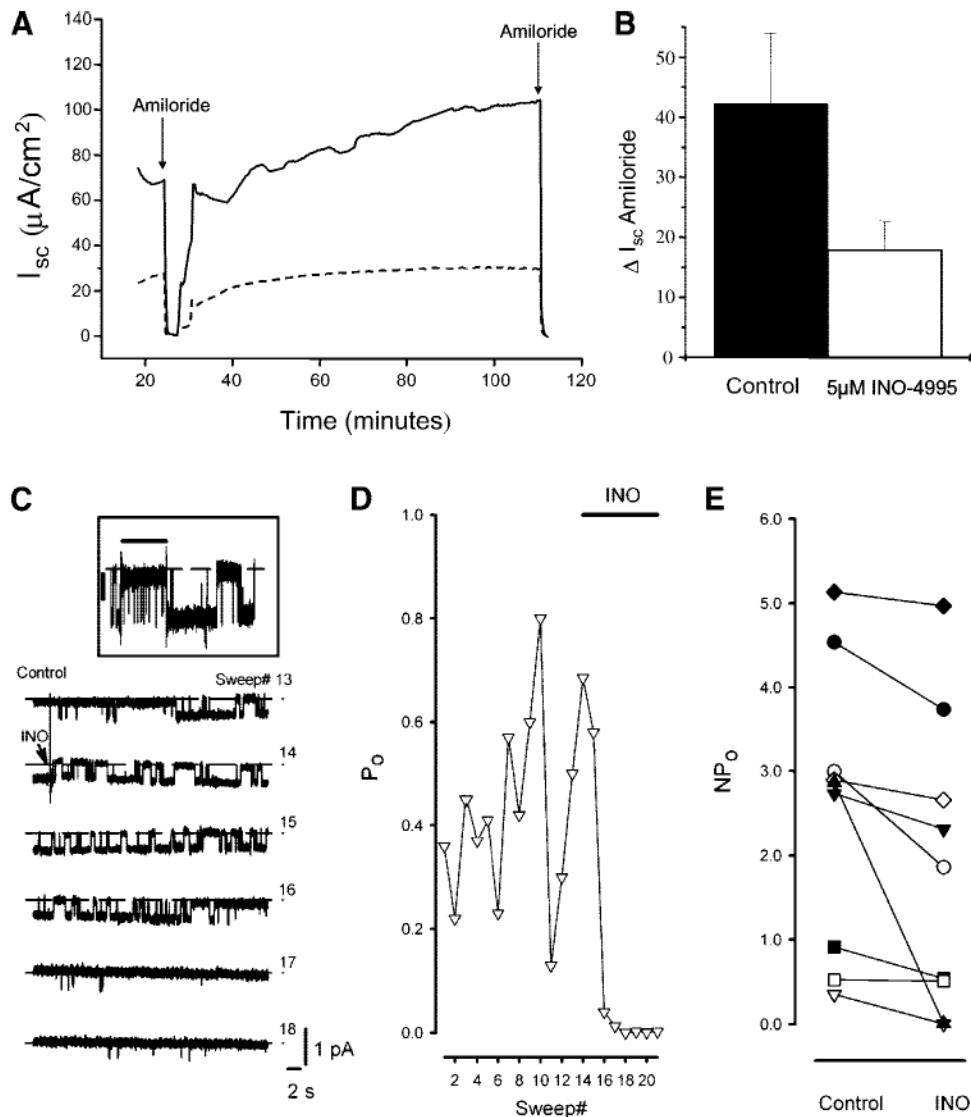 A
140
120
100
80
60
40
20
0
I_sc (μA/cm²)
Amiloride
Amiloride
20 40 60 80 100 120
Time (minutes)
B
50
40
30
20
10
0
Δ I_sc Amiloride
Control 5μM INO-4995
C
Control Sweep# 13
INO
14
15
16
17
18
1 pA
2 s
D
INO
1.0
0.8
0.6
0.4
0.2
0.0
P_o
2 4 6 8 10 12 14 16 18 20
Sweep#
E
6.0
5.0
4.0
3.0
2.0
1.0
0.0
NP_o
Control INO